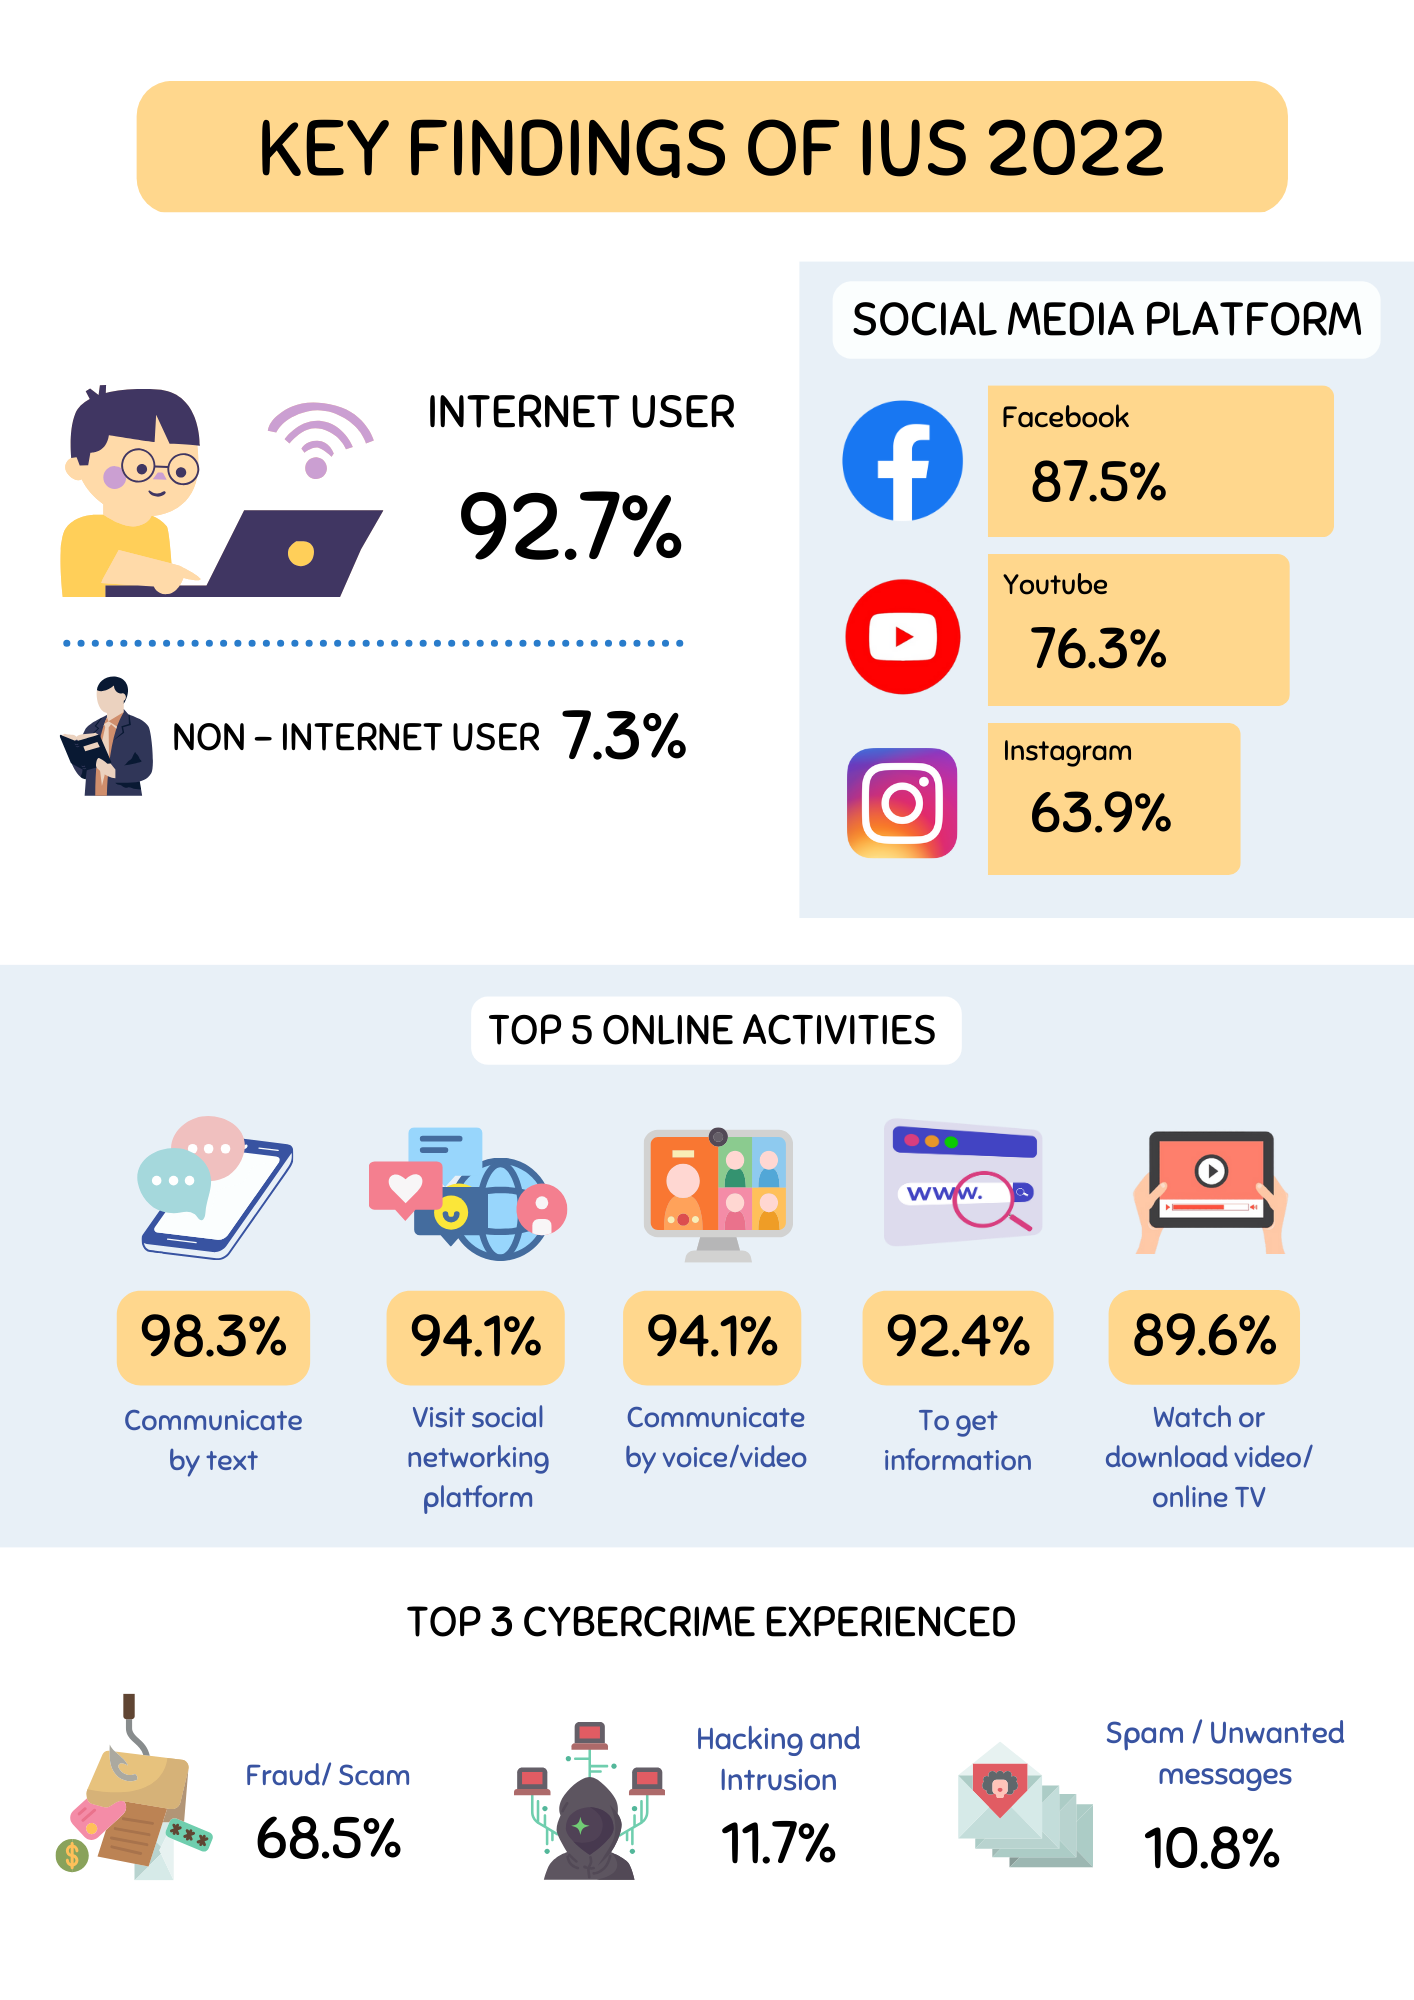 KEY FINDINGS OF IUS 2022
INTERNET USER
92.7%
NON - INTERNET USER 7.3%
SOCIAL MEDIA PLATFORM
Facebook
87.5%
Youtube
76.3%
Instagram
63.9%
TOP 5 ONLINE ACTIVITIES
www.
98.3%
Communicate
by text
94.1%
Visit social
networking
platform
94.1%
Communicate
by voice/video
92.4%
To get
information
89.6%
Watch or
download video/
online TV
TOP 3 CYBERCRIME EXPERIENCED
Fraud/ Scam
68.5%
***
$
Hacking and
Intrusion
11.7%
Spam / Unwanted
messages
10.8%